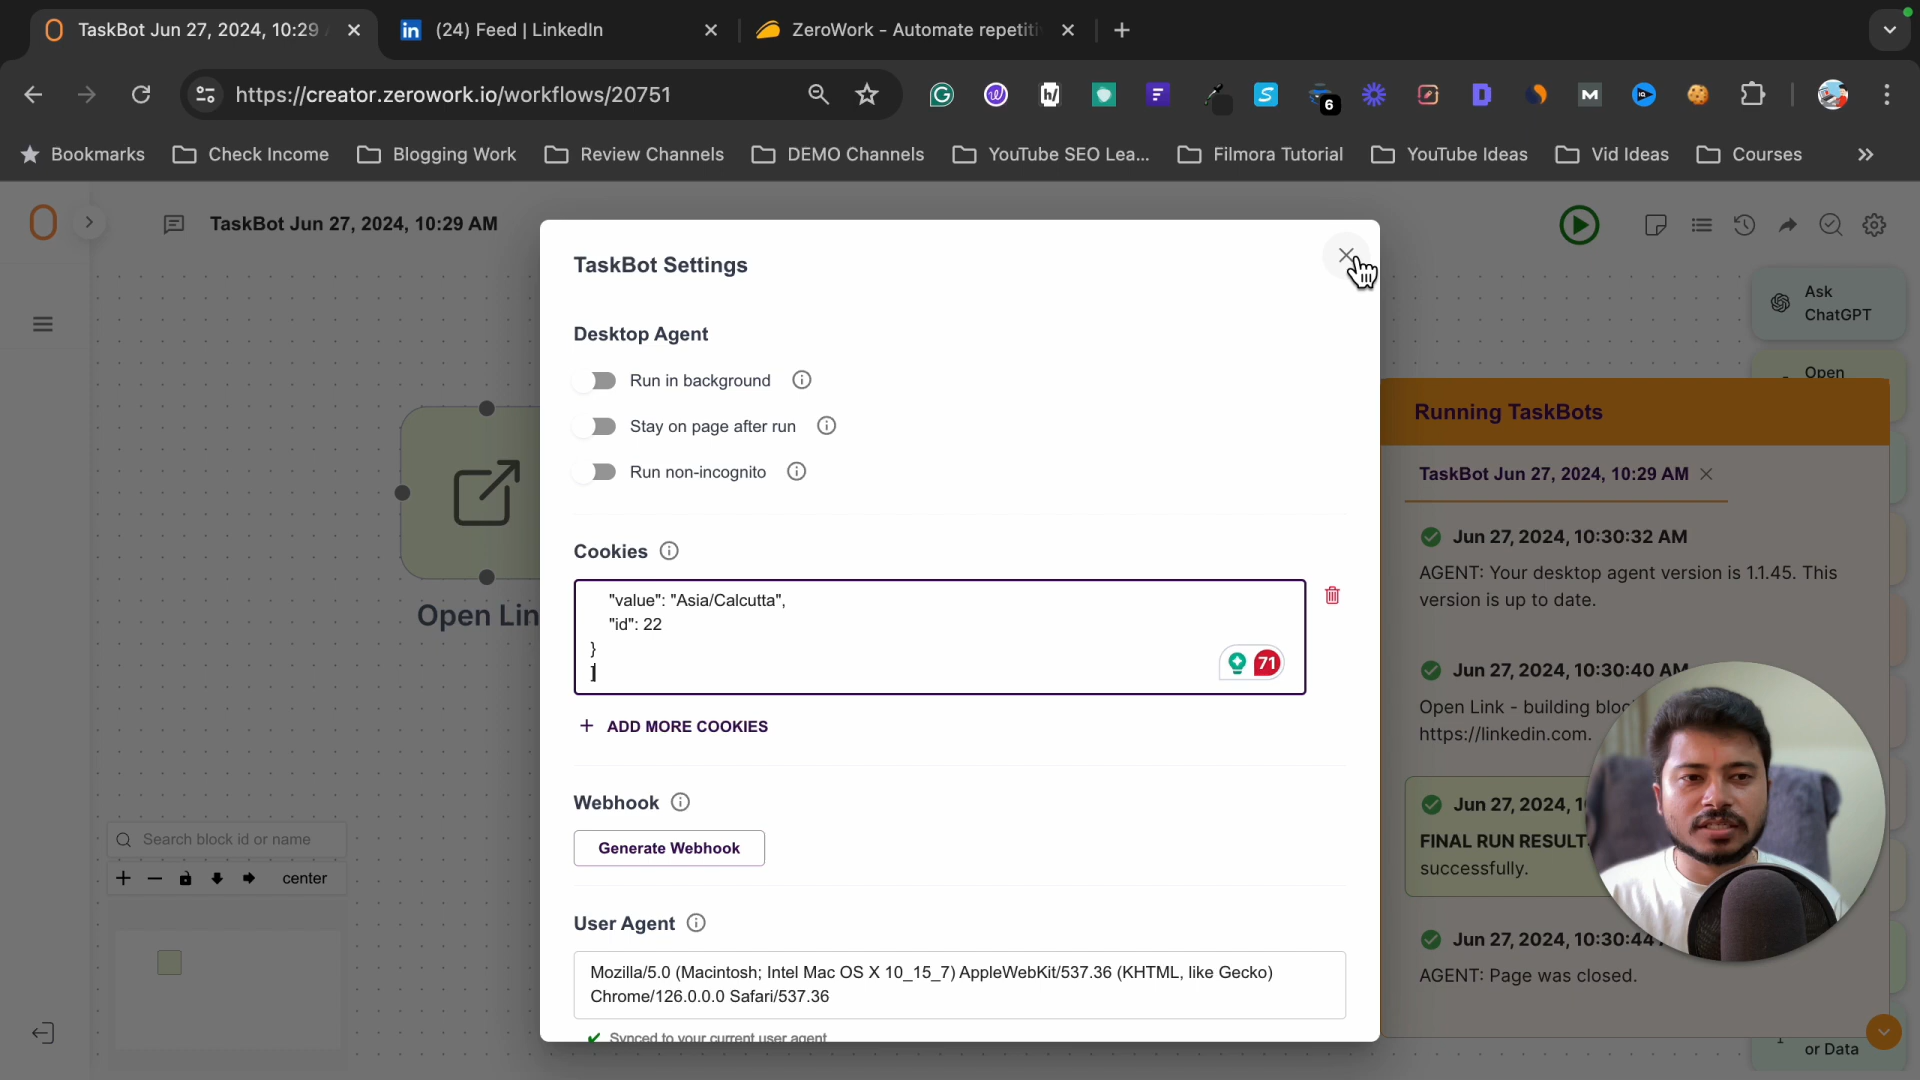 TaskBot Jun 27, 2024, 10:29
(24) Feed | LinkedIn
ZeroWork - Automate repetiti
https://creator.zerowork.io/workflows/20751
6
Bookmarks
Check Income
Blogging Work
Review Channels
DEMO Channels
YouTube SEO Lea...
Filmora Tutorial
YouTube Ideas
Vid Ideas
Courses
TaskBot Jun 27, 2024, 10:29 AM
TaskBot Settings
Desktop Agent
Run in background
Stay on page after run
Run non-incognito
Cookies
"value": "Asia/Calcutta",
"id": 22
}
]
71
ADD MORE COOKIES
Webhook
Generate Webhook
User Agent
Mozilla/5.0 (Macintosh; Intel Mac OS X 10_15_7) AppleWebKit/537.36 (KHTML, like Gecko)
Chrome/126.0.0.0 Safari/537.36
Synced to your current user agent
Open Lin
Search block id or name
center
Ask
ChatGPT
Open
Running TaskBots
TaskBot Jun 27, 2024, 10:29 AM
Jun 27, 2024, 10:30:32 AM
AGENT: Your desktop agent version is 1.1.45. This
version is up to date.
Jun 27, 2024, 10:30:40 AM
Open Link - building bloc
https://linkedin.com.
Jun 27, 2024, 1
FINAL RUN RESULT
successfully.
Jun 27, 2024, 10:30:44
AGENT: Page was closed.
or Data